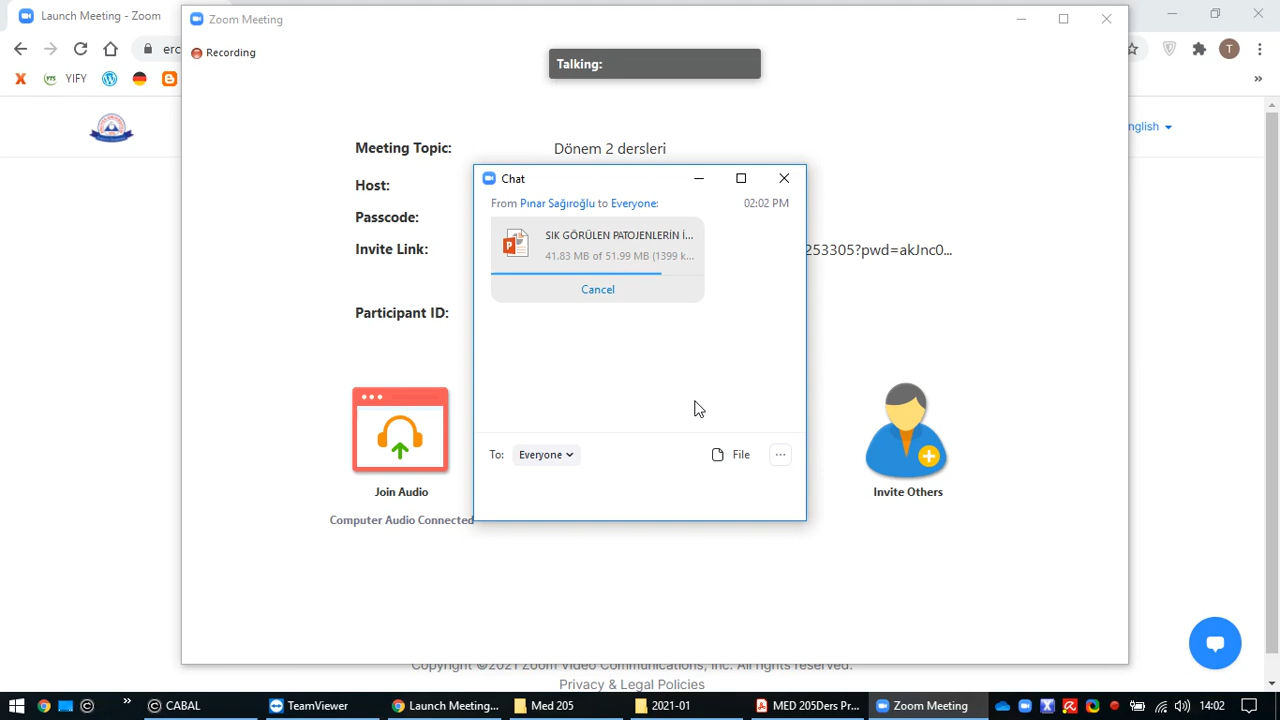 Launch Meeting - Zoom
Zoom Meeting
Recording
Talking:
erc
YIFY
»
nglish
Meeting Topic:
Dönem 2 dersleri
Host:
Passcode:
Invite Link:
253305?pwd=akJnc0...
Participant ID:
Chat
From Pınar Sağıroğlu to Everyone:
02:02 PM
SIK GÖRÜLEN PATOJENLERİN İ...
41.83 MB of 51.99 MB (1399 k...
Cancel
To: Everyone
File
...
Join Audio
Computer Audio Connected
Invite Others
Copyright ©2021 Zoom Video Communications, Inc. All rights reserved.
Privacy & Legal Policies
»
CABAL
TeamViewer
Launch Meeting...
Med 205
2021-01
MED 205Ders Pr...
Zoom Meeting
14:02